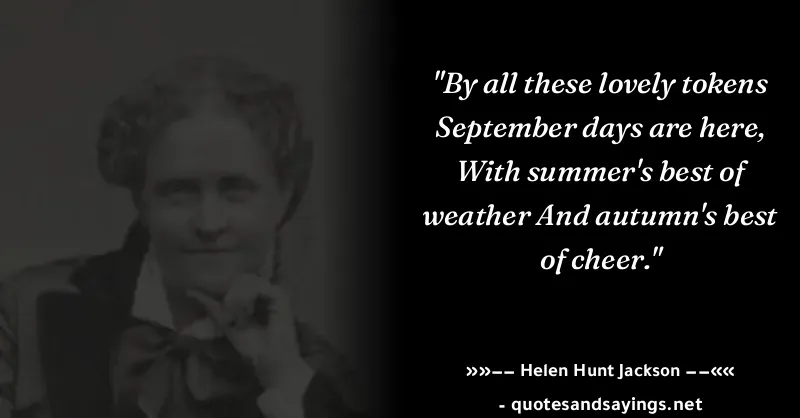 "By all these lovely tokens
September days are here,
With summer's best of
weather And autumn's best
of cheer."
»»−− Helen Hunt Jackson −−««
- quotesandsayings.net